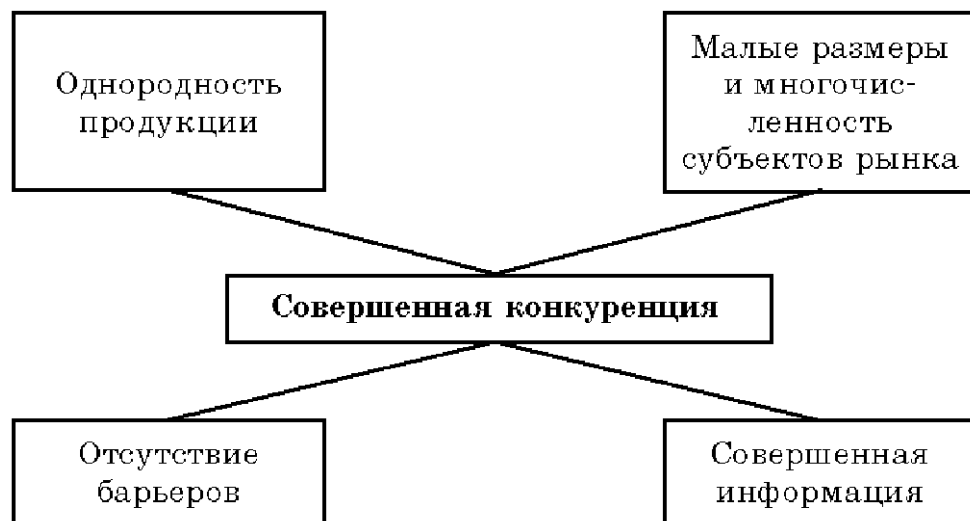 Однородность
продукции
Малые размеры
и многочис-
ленность
субъектов рынка
Совершенная конкуренция
Отсутствие
барьеров
Совершенная
информация